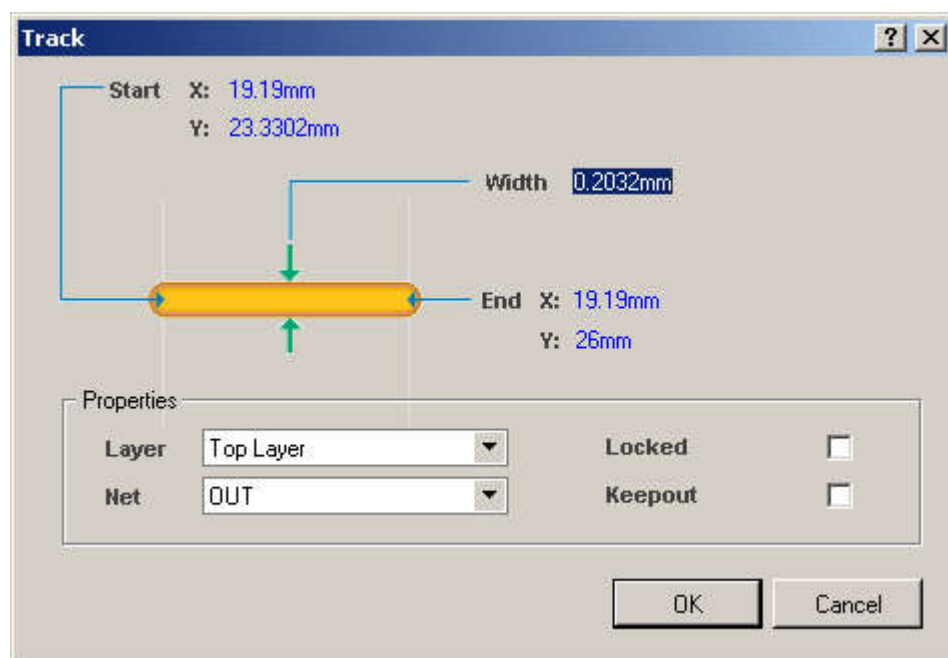 Track
Start X: 19.19mm
Y: 23.3302mm
Width 0.2032mm
End X: 19.19mm
Y: 26mm
Properties
Layer Top Layer
Locked
Net OUT
Keepout
OK Cancel